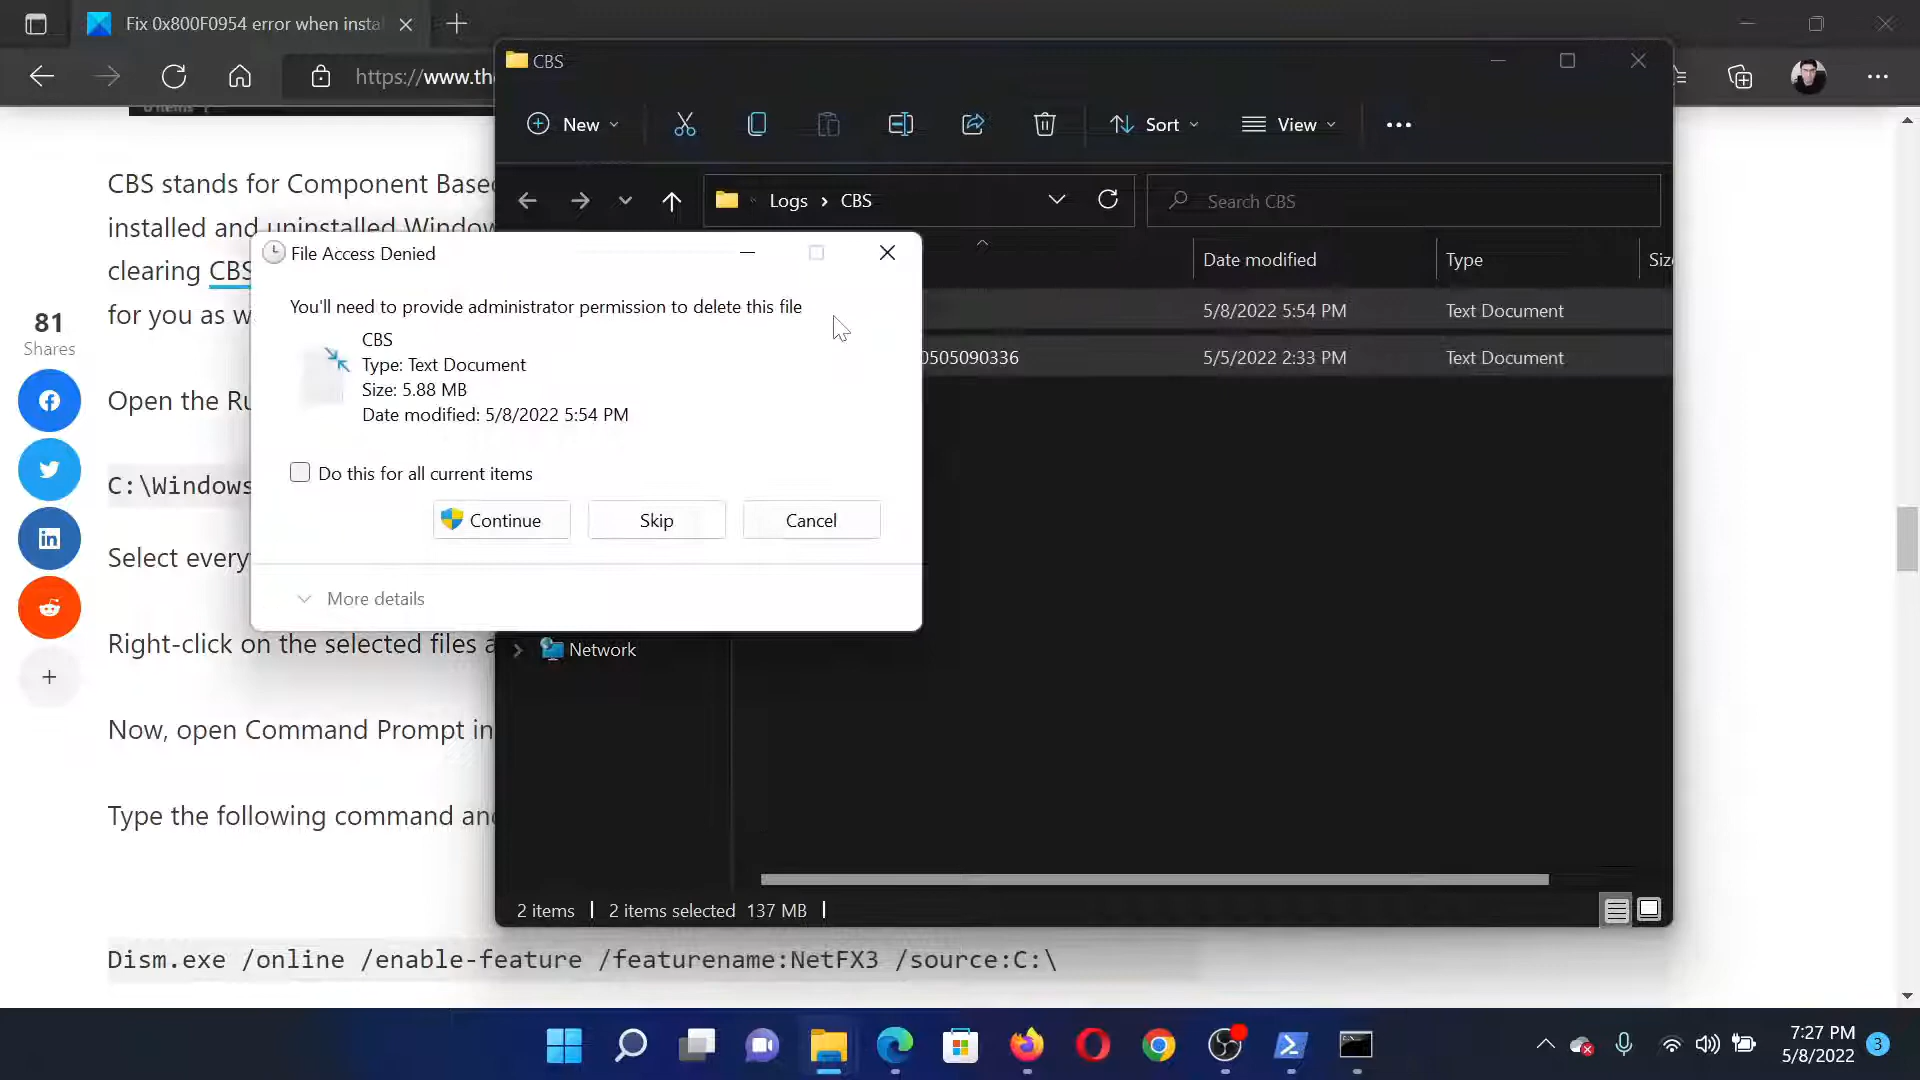 Fix 0x800F0954 error when insta
https://www.the
CBS
New
Sort
View
Logs
CBS
Search CBS
Date modified
Type
Siz
5/8/2022 5:54 PM
Text Document
0505090336
5/5/2022 2:33 PM
Text Document
Network
2 items
2 items selected
137 MB
File Access Denied
You'll need to provide administrator permission to delete this file
CBS
Type: Text Document
Size: 5.88 MB
Date modified: 5/8/2022 5:54 PM
Do this for all current items
Continue
Skip
Cancel
More details
CBS stands for Component Based
installed and uninstalled Window
clearing CBS
for you as w
Open the Ru
C:\Windows
Select every
Right-click on the selected files a
Now, open Command Prompt in
Type the following command and
Dism.exe /online /enable-feature /featurename:NetFX3 /source:C:\
81
Shares
7:27 PM
5/8/2022
3